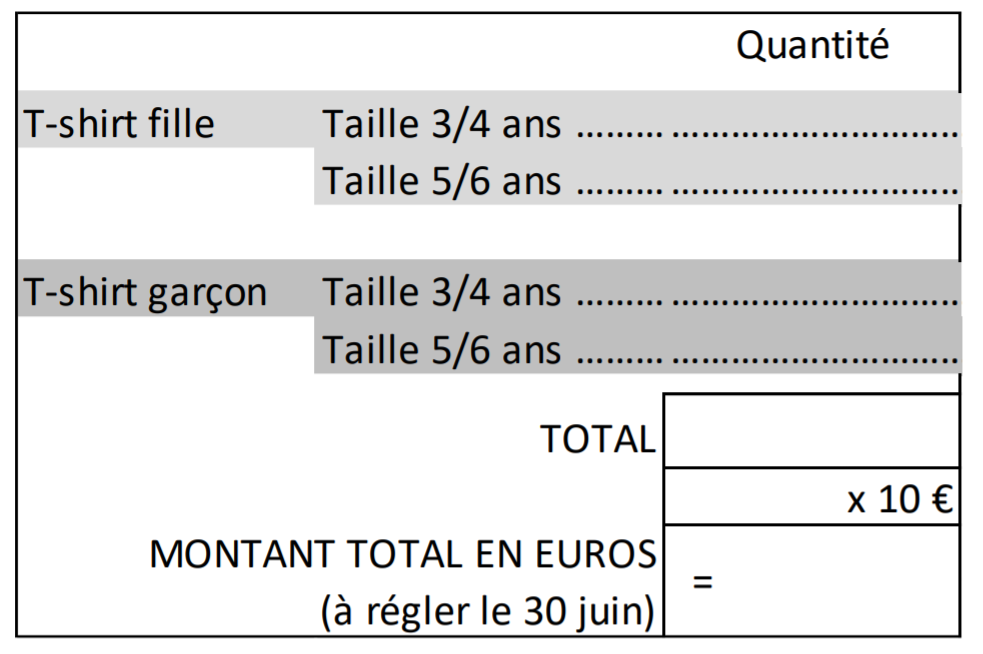 Quantité
T-shirt fille Taille 3/4 ans ......... ..............................
Taille 5/6 ans ......... ..............................
T-shirt garçon Taille 3/4 ans ......... ..............................
Taille 5/6 ans ......... ..............................
TOTAL
x 10 €
MONTANT TOTAL EN EUROS
=
(à régler le 30 juin)